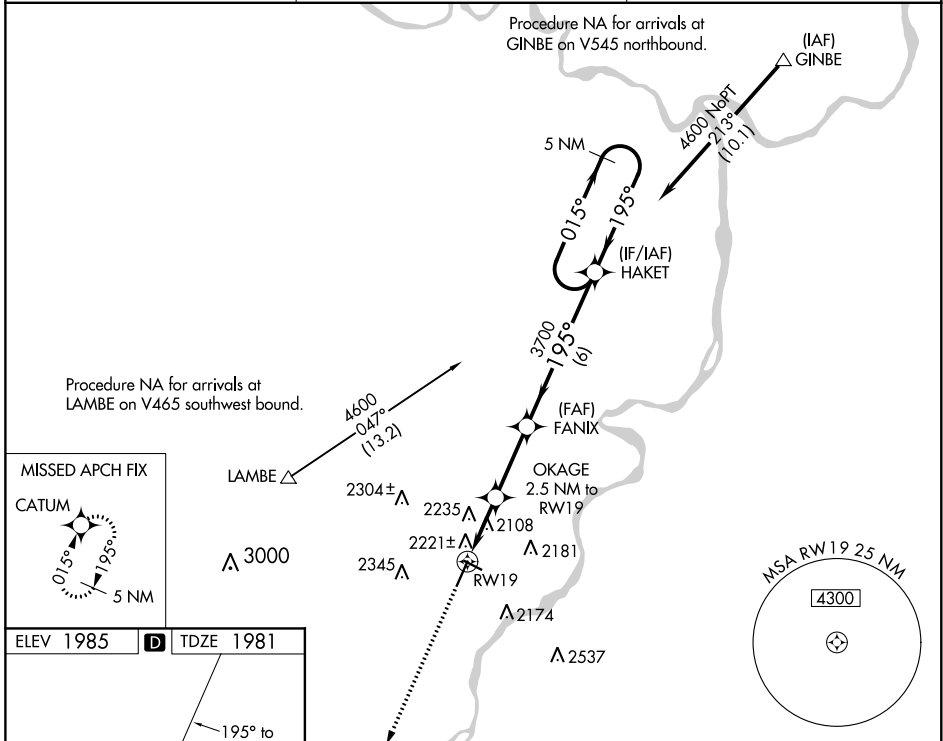 Procedure NA for arrivals at
GINBE on V545 northbound.
(IAF)
GINBE
4600 NoPT
213°
(10.1)
5 NM
015°
195°
(IF/IAF)
HAKET
3700
195°
(6)
Procedure NA for arrivals at
LAMBE on V465 southwest bound.
4600
047°
(13.2)
(FAF)
FANIX
LAMBE
MISSED APCH FIX
CATUM
015°
195°
5 NM
OKAGE
2.5 NM to
RW19
2304±
2235
2108
2221±
2181
3000
2345
RW19
2174
2537
MSA RW19 25 NM
4300
ELEV 1985 D TDZE 1981
195° to